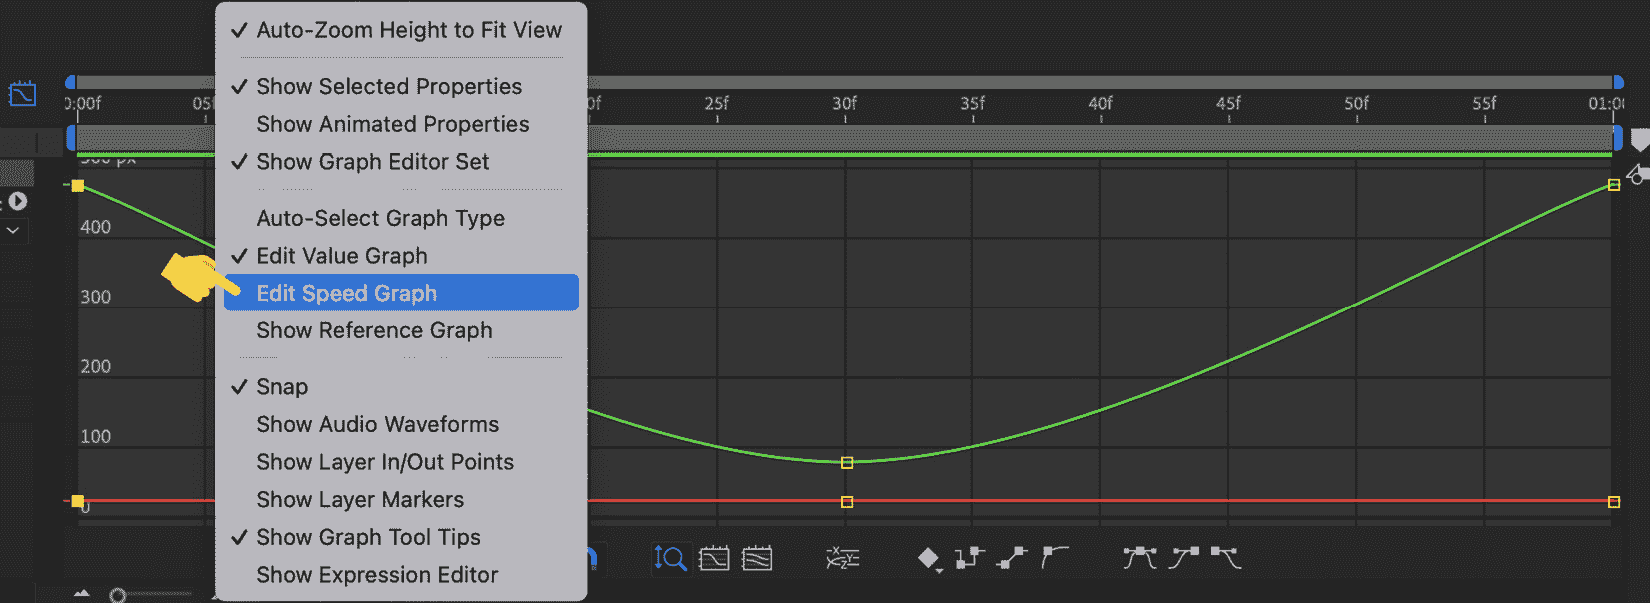 Auto-Zoom Height to Fit View
Show Selected Properties
Show Animated Properties
Show Graph Editor Set
Auto-Select Graph Type
Edit Value Graph
Edit Speed Graph
Show Reference Graph
Snap
Show Audio Waveforms
Show Layer In/Out Points
Show Layer Markers
Show Graph Tool Tips
Show Expression Editor
0:00f 05f 0f 25f 30f 35f 40f 45f 50f 55f 01:0
px
400
300
200
100
0